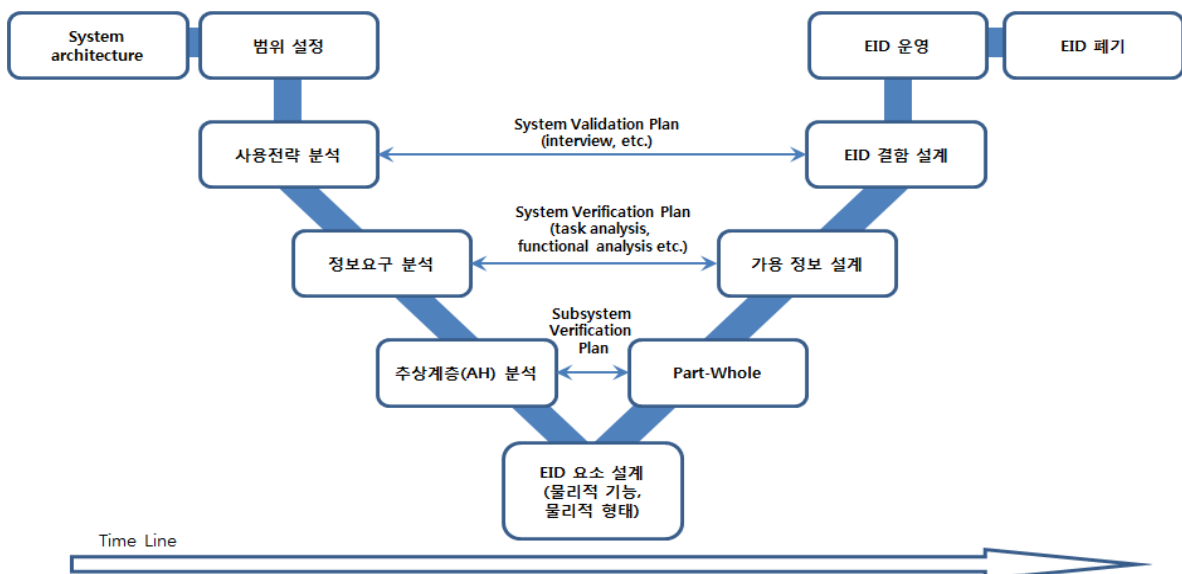 System
architecture
범위 설정
EID 운영
EID 폐기
System Validation Plan
(interview, etc.)
사용전략 분석
EID 결함 설계
System Verification Plan
(task analysis,
functional analysis etc.)
정보요구 분석
가용 정보 설계
Subsystem
Verification
Plan
추상계층(AH) 분석
Part-Whole
EID 요소 설계
(물리적 기능,
물리적 형태)
Time Line